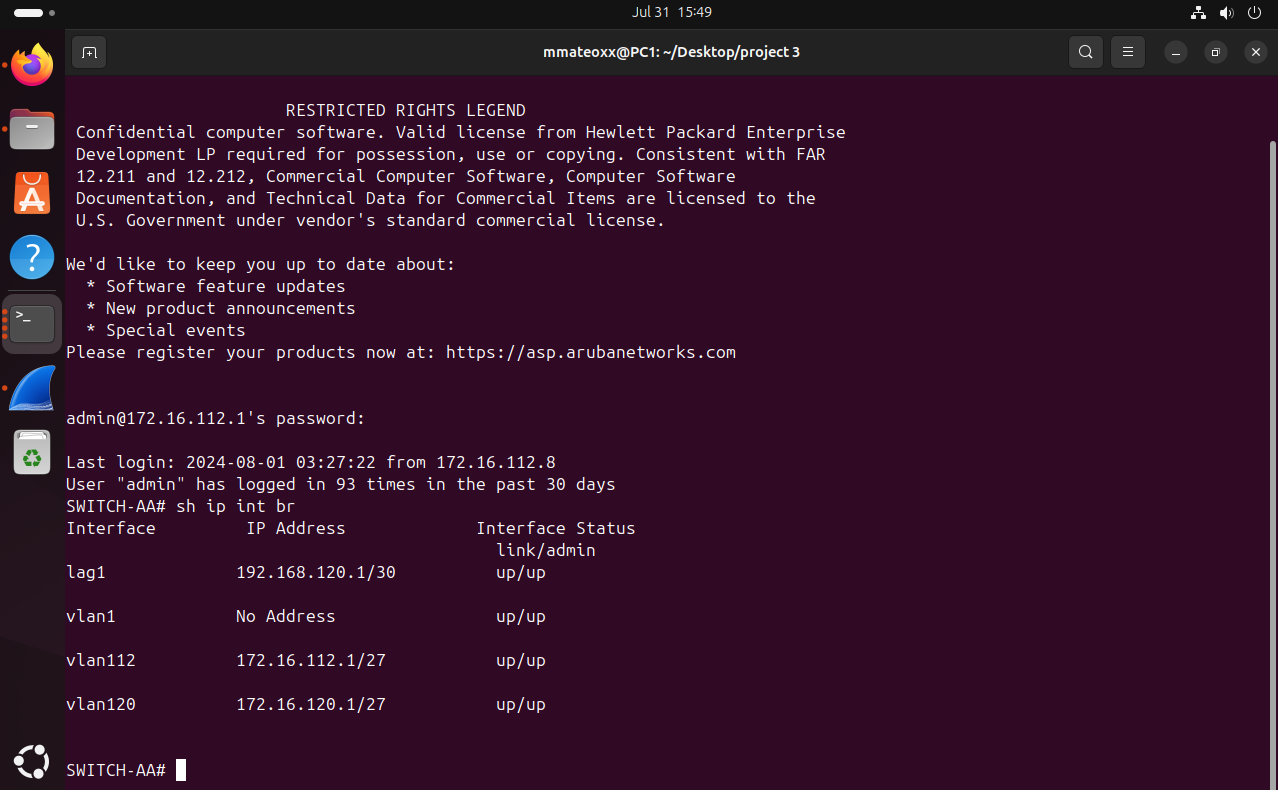 Jul 31 15:49
mmateoxx@PC1: ~/Desktop/project 3
RESTRICTED RIGHTS LEGEND
Confidential computer software. Valid license from Hewlett Packard Enterprise
Development LP required for possession, use or copying. Consistent with FAR
12.211 and 12.212, Commercial Computer Software, Computer Software
Documentation, and Technical Data for Commercial Items are licensed to the
U.S. Government under vendor's standard commercial license.
We'd like to keep you up to date about:
* Software feature updates
* New product announcements
* Special events
Please register your products now at: https://asp.arubanetworks.com
admin@172.16.112.1's password:
Last login: 2024-08-01 03:27:22 from 172.16.112.8
User "admin" has logged in 93 times in the past 30 days
SWITCH-AA# sh ip int br
Interface IP Address Interface Status
link/admin
lag1 192.168.120.1/30 up/up
vlan1 No Address up/up
vlan112 172.16.112.1/27 up/up
vlan120 172.16.120.1/27 up/up
SWITCH-AA#